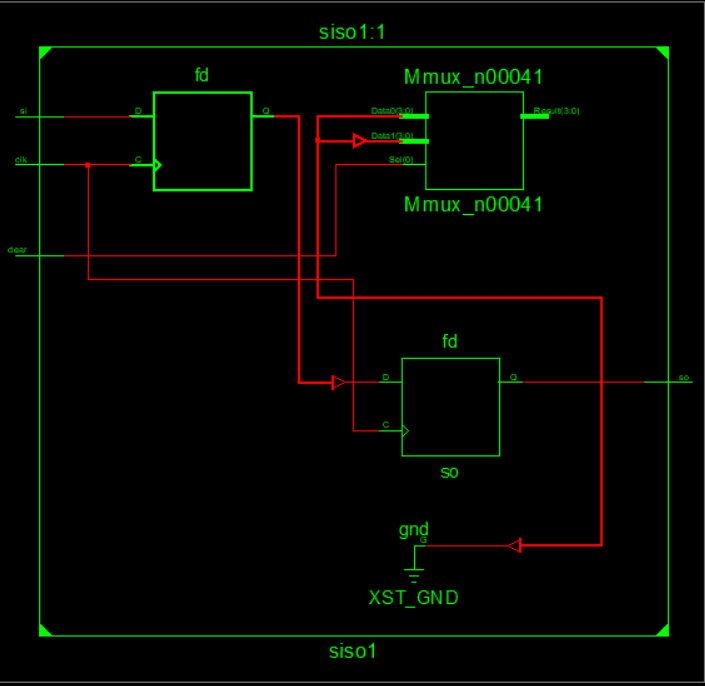 siso1:1
fd
Mmux_n00041
si
D
Q
Data0(3:0)
Result(3:0)
Data1(3:0)
clk
C
Sel(0)
Mmux_n00041
clear
fd
D
Q
so
C
so
gnd
G
XST_GND
siso1